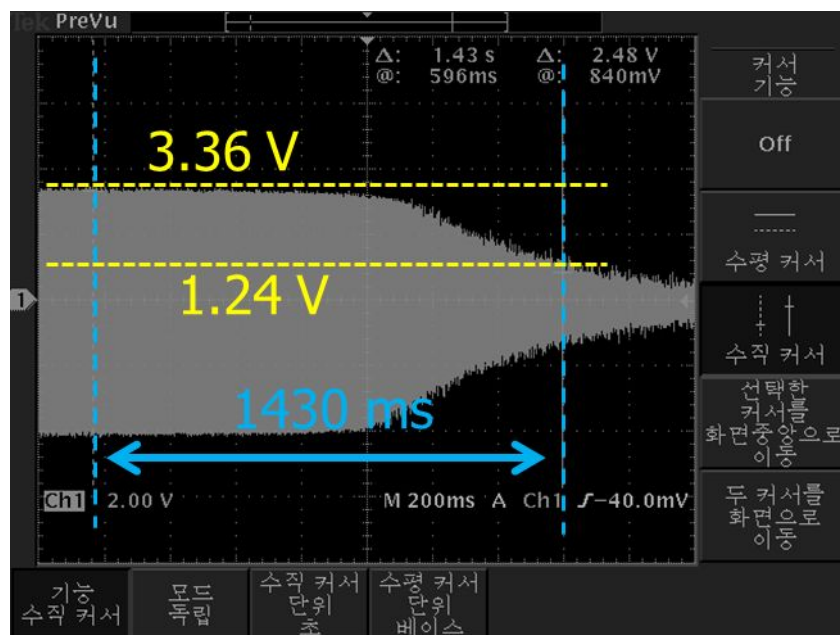 Tek PreVu
Δ: 1.43 s Δ: 2.48 V
@: 596ms @: 840mV
3.36 V
1.24 V
1
1430 ms
Ch1 2.00 V M 200ms A Ch1 ʃ-40.0mV
커서
기능
Off
수평 커서
수직 커서
선택한
커서를
화면중앙으로
이동
두 커서를
화면으로
이동
기능
수직 커서
모드
독립
수직 커서
단위
초
수평 커서
단위
베이스